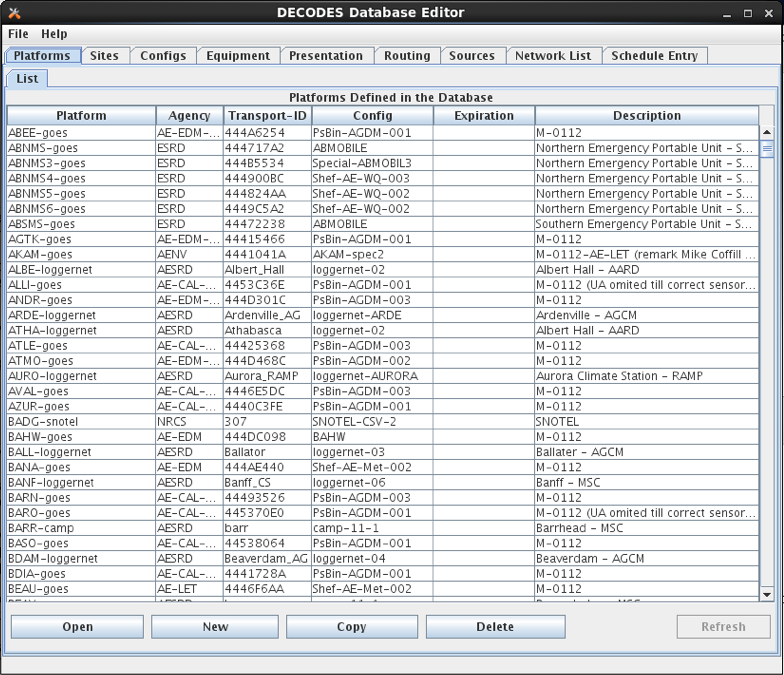 DECODES Database Editor
File Help
Platforms Sites Configs Equipment Presentation Routing Sources Network List Schedule Entry
List
Platforms Defined in the Database
Platform Agency Transport-ID Config Expiration Description
ABEE-goes AE-EDM-... 444A6254 PsBin-AGDM-001 M-0112
ABNMS-goes ESRD 444717A2 ABMOBILE Northern Emergency Portable Unit - S...
ABNMS3-goes ESRD 444B5534 Special-ABMOBIL3 Northern Emergency Portable Unit - S...
ABNMS4-goes ESRD 444900BC Shef-AE-WQ-003 Northern Emergency Portable Unit - S...
ABNMS5-goes ESRD 444824AA Shef-AE-WQ-002 Northern Emergency Portable Unit - S...
ABNMS6-goes ESRD 4449C5A2 Shef-AE-WQ-002 Northern Emergency Portable Unit - S...
ABSMS-goes ESRD 44472238 ABMOBILE Southern Emergency Portable Unit - S...
AGTK-goes AE-EDM-... 44415466 PsBin-AGDM-001 M-0112
AKAM-goes AENV 4441041A AKAM-spec2 M-0112-AE-LET (remark Mike Coffill ...
ALBE-loggernet AESRD Albert_Hall loggernet-02 Albert Hall - AARD
ALLI-goes AE-CAL-... 4453C36E PsBin-AGDM-001 M-0112 (UA omited till correct sensor...
ANDR-goes AE-EDM-... 444D301C PsBin-AGDM-003 M-0112
ARDE-loggernet AESRD Ardenville_AG loggernet-ARDE Ardenville - AGCM
ATHA-loggernet AESRD Athabasca loggernet-02 Albert Hall - AARD
ATLE-goes AE-CAL-... 44425368 PsBin-AGDM-003 M-0112
ATMO-goes AE-EDM-... 444D468C PsBin-AGDM-002 M-0112
AURO-loggernet AESRD Aurora_RAMP loggernet-AURORA Aurora Climate Station - RAMP
AVAL-goes AE-CAL-... 4446E5DC PsBin-AGDM-003 M-0112
AZUR-goes AE-CAL-... 4440C3FE PsBin-AGDM-001 M-0112
BADG-snotel NRCS 307 SNOTEL-CSV-2 SNOTEL
BAHW-goes AE-EDM 444DC098 BAHW M-0112
BALL-loggernet AESRD Ballator loggernet-03 Ballater - AGCM
BANA-goes AE-EDM 444AE440 Shef-AE-Met-002 M-0112
BANF-loggernet AESRD Banff_CS loggernet-06 Banff - MSC
BARN-goes AE-CAL-... 44493526 PsBin-AGDM-003 M-0112
BARO-goes AE-CAL-... 445370E0 PsBin-AGDM-001 M-0112 (UA omited till correct sensor...
BARR-camp AESRD barr camp-11-1 Barrhead - MSC
BASO-goes AE-CAL-... 44538064 PsBin-AGDM-001 M-0112
BDAM-loggernet AESRD Beaverdam_AG loggernet-04 Beaverdam - AGCM
BDIA-goes AE-CAL-... 4441728A PsBin-AGDM-001 M-0112
BEAU-goes AE-LET 4446F6AA Shef-AE-Met-002 M-0112
Open New Copy Delete Refresh